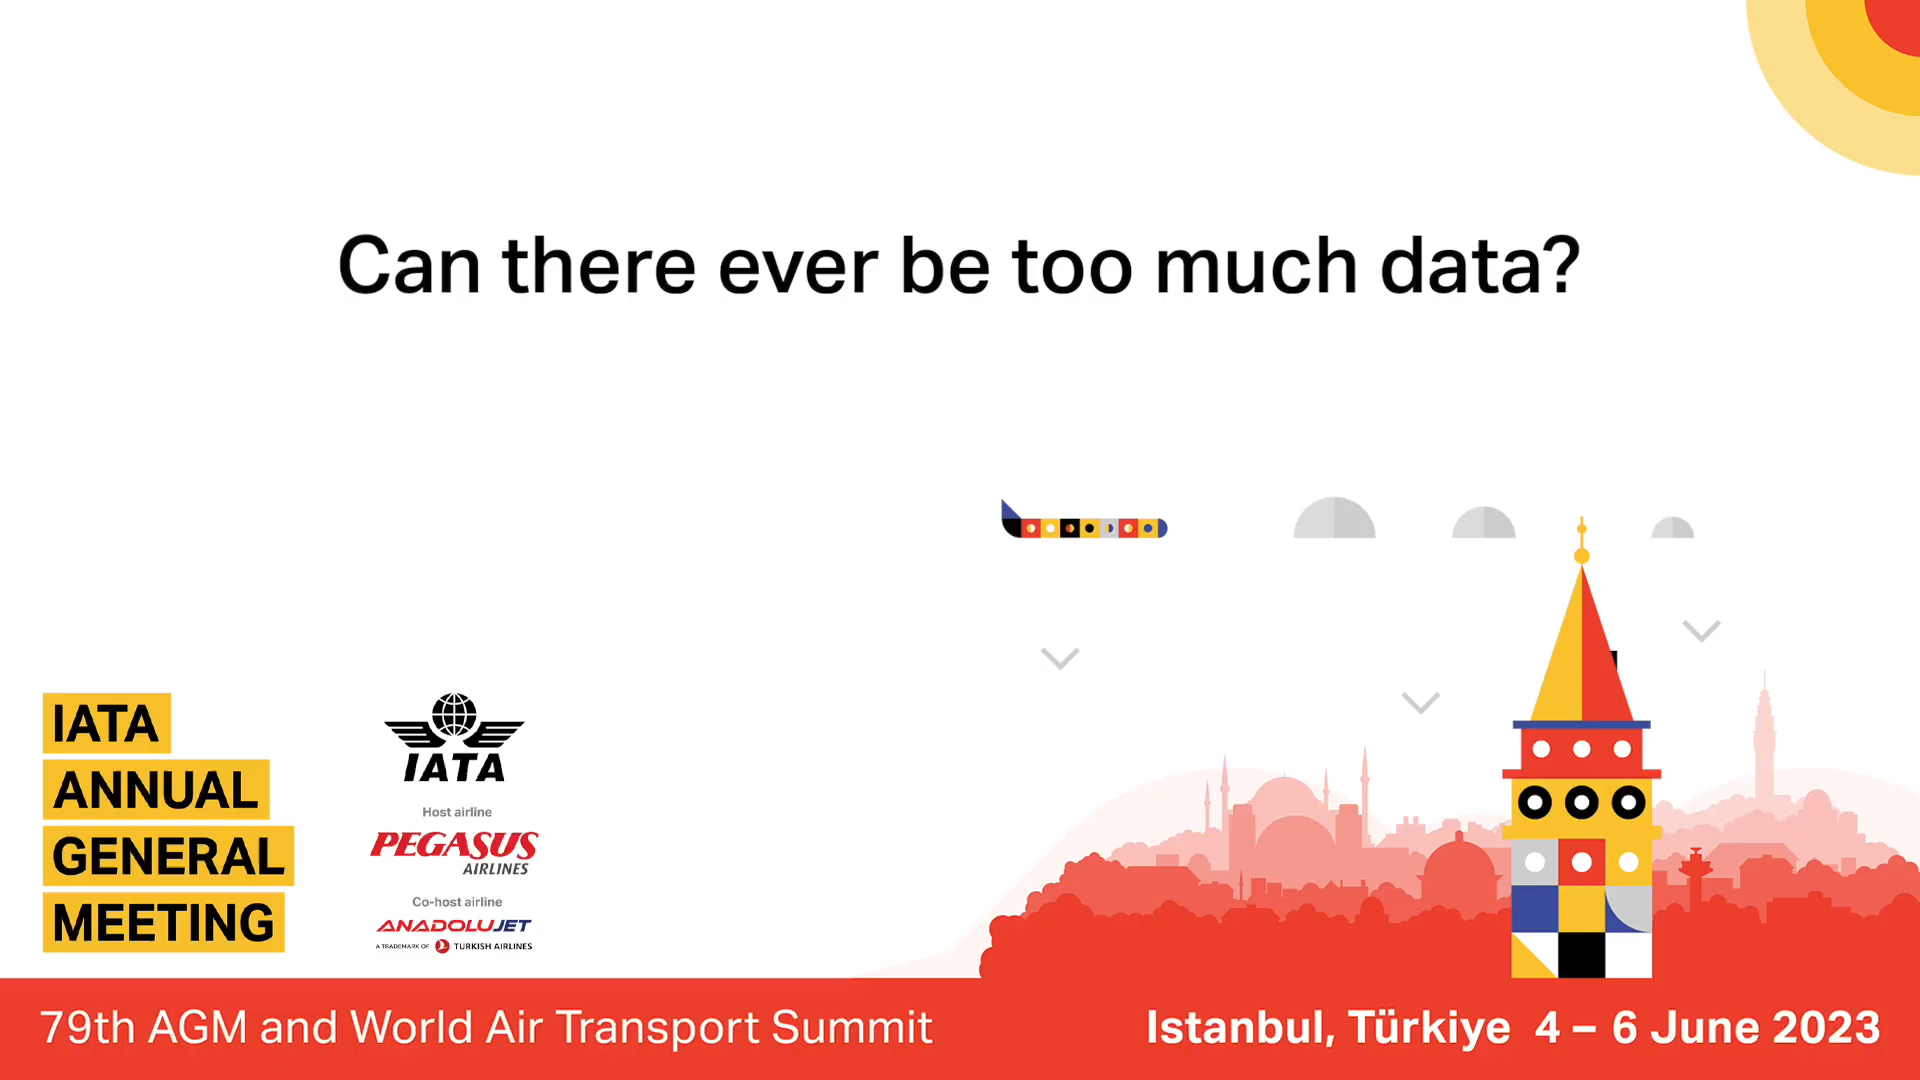 Can there ever be too much data?
IATA
ANNUAL
GENERAL
MEETING
IATA
Host airline
PEGASUS
AIRLINES
Co-host airline
ANADOLUJET
A TRADEMARK OF TURKISH AIRLINES
79th AGM and World Air Transport Summit
Istanbul, Türkiye 4 – 6 June 2023